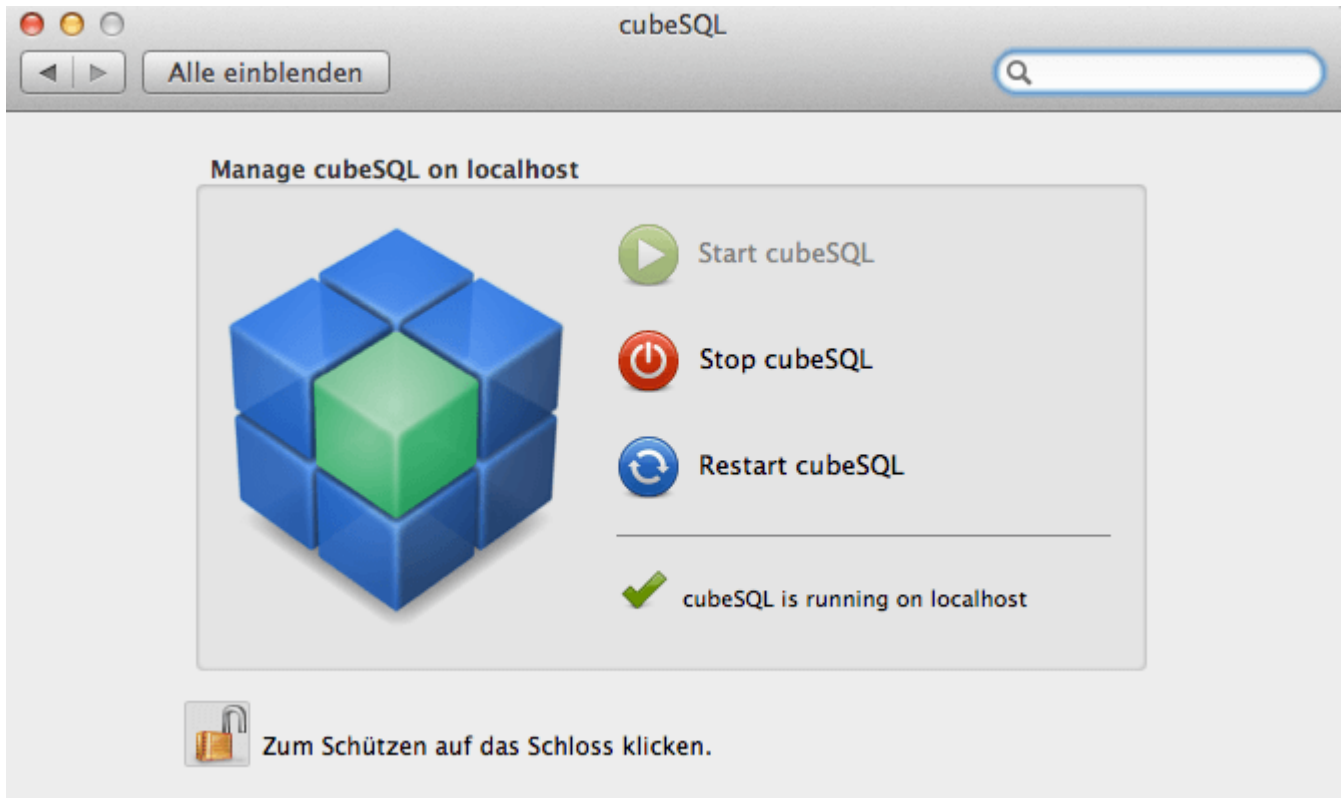 cubeSQL
Alle einblenden
Manage cubeSQL on localhost
Start cubeSQL
Stop cubeSQL
Restart cubeSQL
cubeSQL is running on localhost
Zum Schützen auf das Schloss klicken.